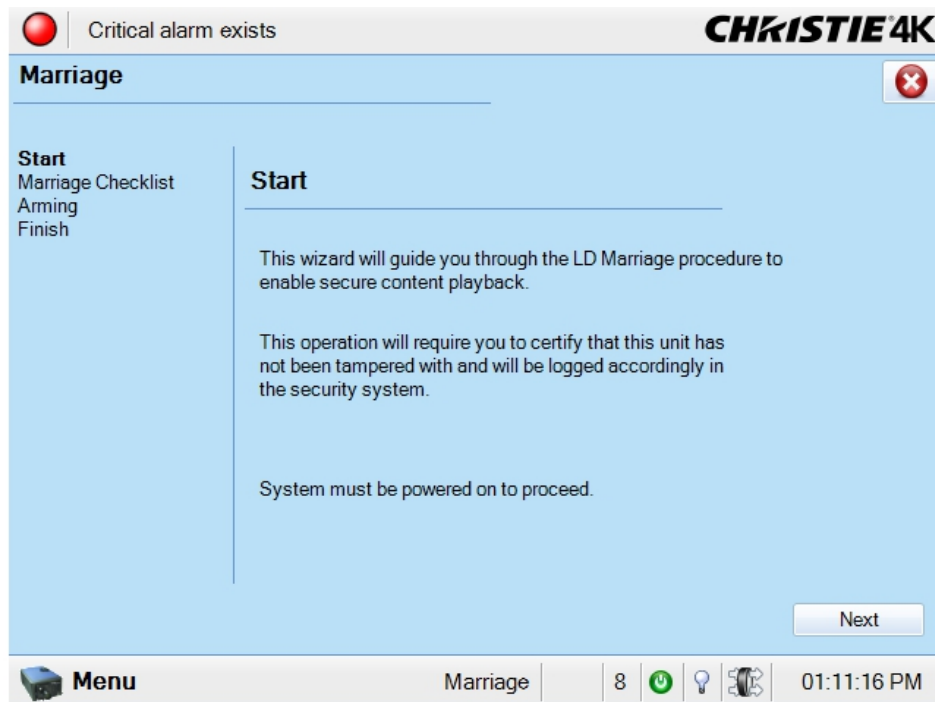 Critical alarm exists
CHRISTIE 4K
Marriage
Start
Marriage Checklist
Arming
Finish
Start
This wizard will guide you through the LD Marriage procedure to
enable secure content playback.
This operation will require you to certify that this unit has
not been tampered with and will be logged accordingly in
the security system.
System must be powered on to proceed.
Next
Menu
Marriage
8
01:11:16 PM